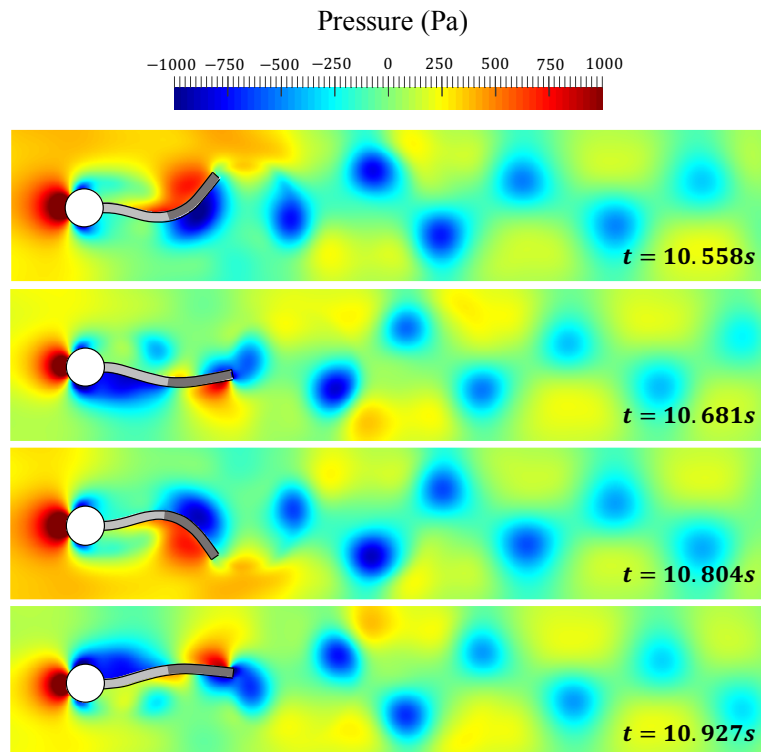 Pressure (Pa)
−1000 −750 −500 −250 0 250 500 750 1000
t = 10.558s
t = 10.681s
t = 10.804s
t = 10.927s